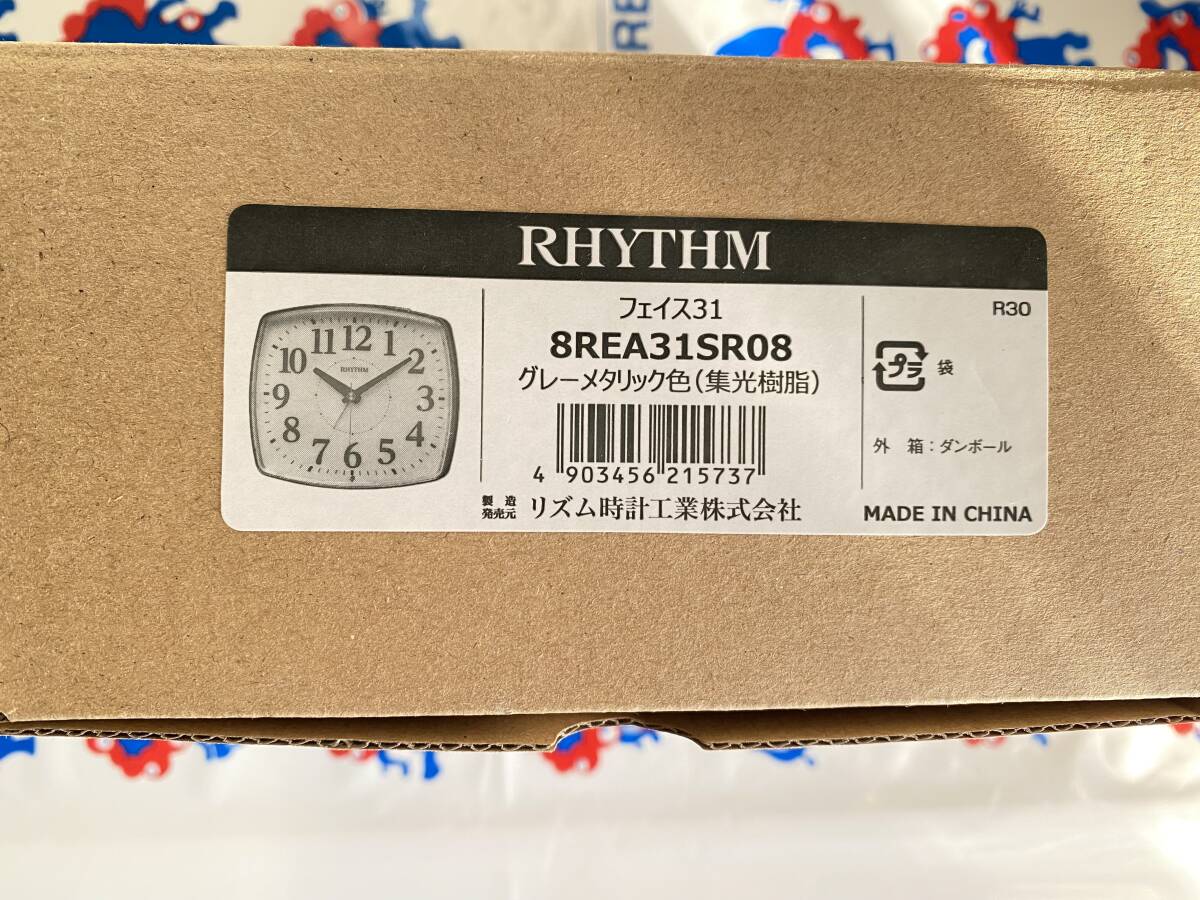 RE
RHYTHM
フェイス31
8REA31SR08
グレーメタリック色(集光樹脂)
4 903456 215737
製造
発売元 リズム時計工業株式会社
R30
プラ 袋
外 箱:ダンボール
MADE IN CHINA
11 12 1
10 2
RHYTHM
9 3
8 4
7 6 5